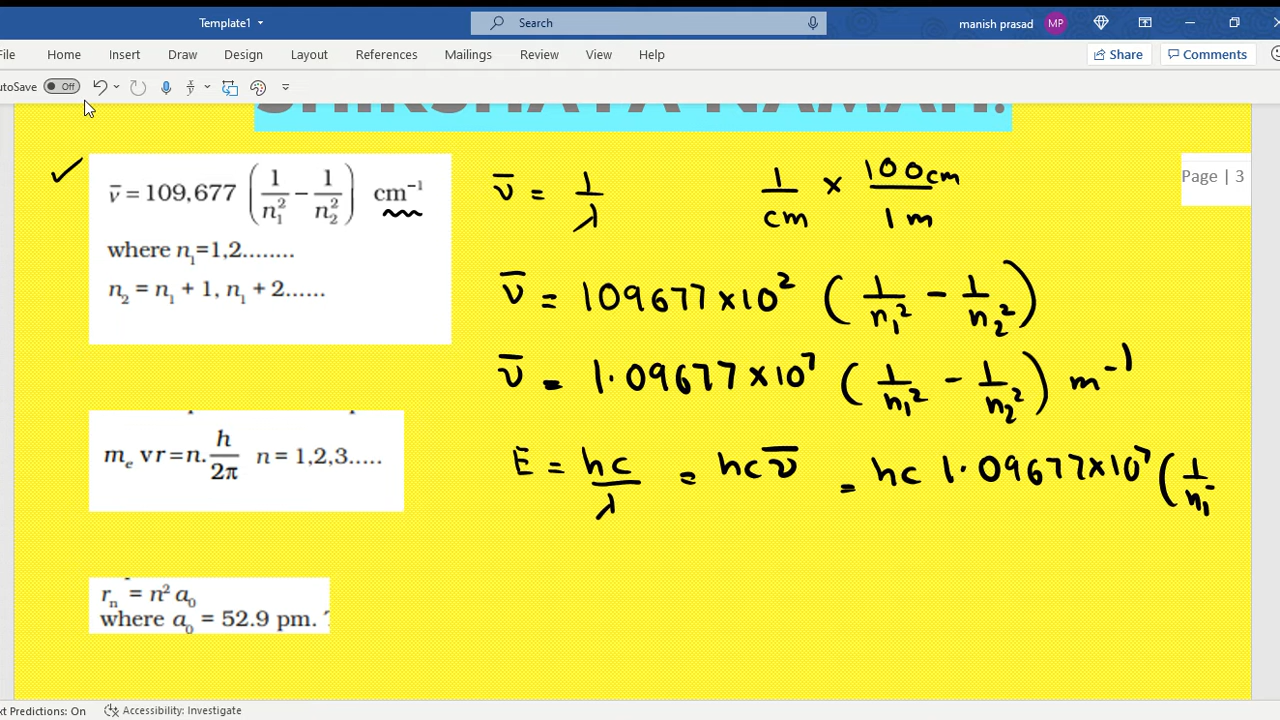 Template1
Search
manish prasad MP
File Home Insert Draw Design Layout References Mailings Review View Help
Share Comments
AutoSave Off
SHIKSHAYA NAMAH!
Page | 3
ν̅ = 109,677 (1/n₁² − 1/n₂²) cm⁻¹
where n₁=1,2........
n₂ = n₁ + 1, n₁ + 2......
ν̅ = 1/λ
1/cm × 100cm/1m
ν̅ = 109677×10² (1/n₁² − 1/n₂²)
ν̅ = 1.09677×10⁷ (1/n₁² − 1/n₂²) m⁻¹
mₑ vr=n. h/2π n = 1,2,3.....
E = hc/λ = hcν̅ = hc 1.09677×10⁷ (1/n₁
rₙ = n² a₀
where a₀ = 52.9 pm.
Text Predictions: On Accessibility: Investigate